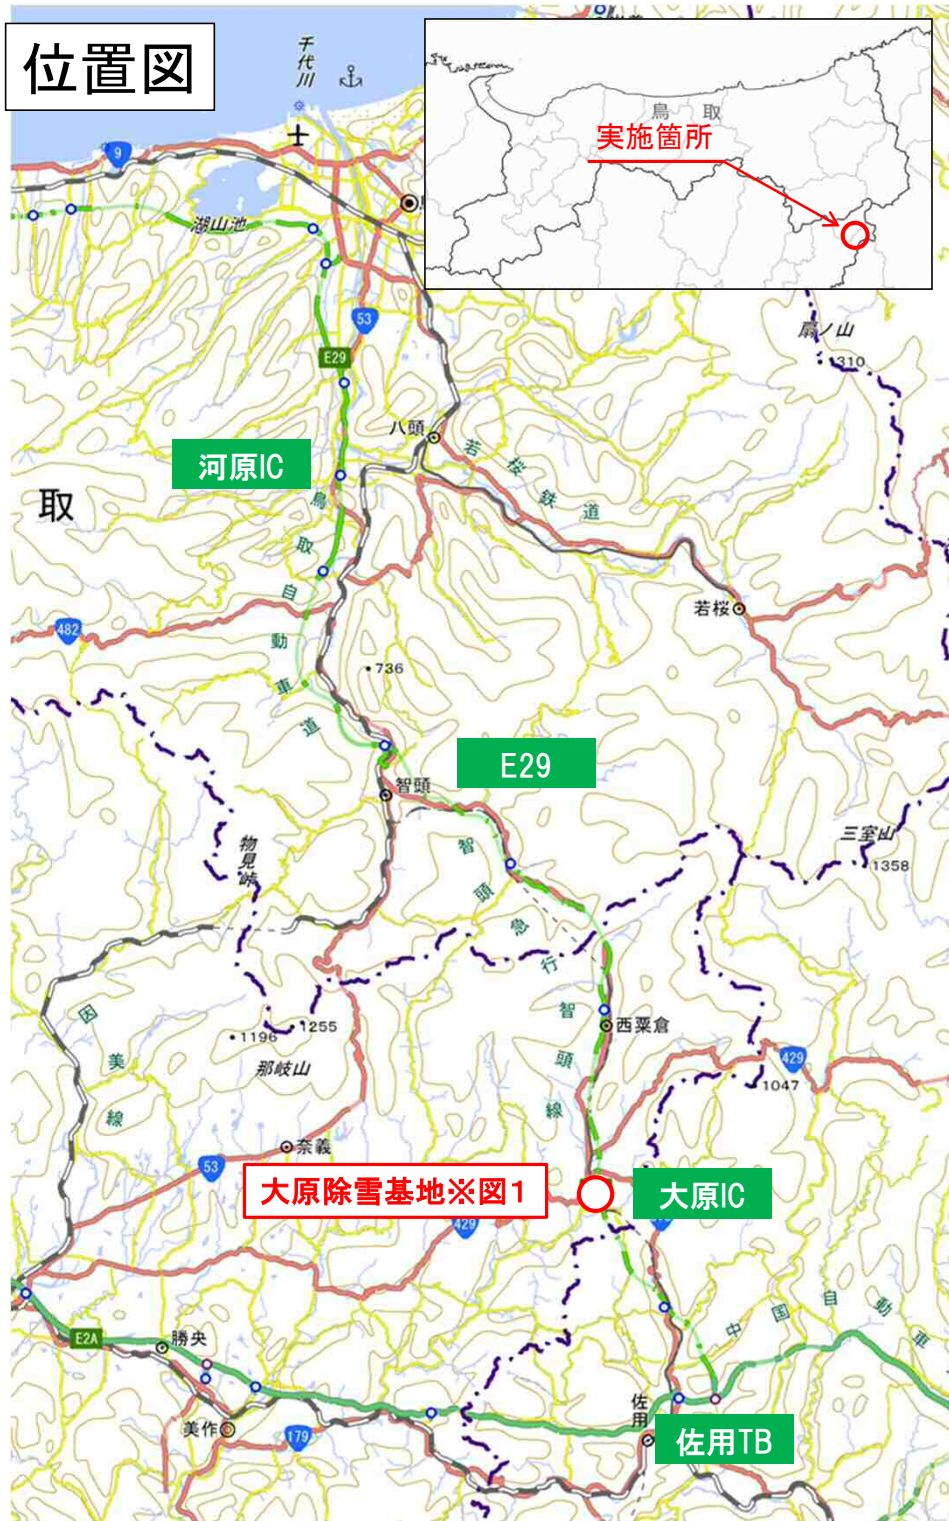 位置図
千代川
鳥 取
実施箇所
9
湖山池
扇ノ山
1310
53
E29
八頭
若桜鉄道
河原IC
取
鳥取自動車道
若桜
482
736
E29
智頭
物見峠
三室山
1358
智頭急行智頭線
西粟倉
因美線
1196
1255
那岐山
429
1047
奈義
53
大原除雪基地※図1
大原IC
429
中国自動車
E2A
勝央
佐用
美作
179
佐用TB